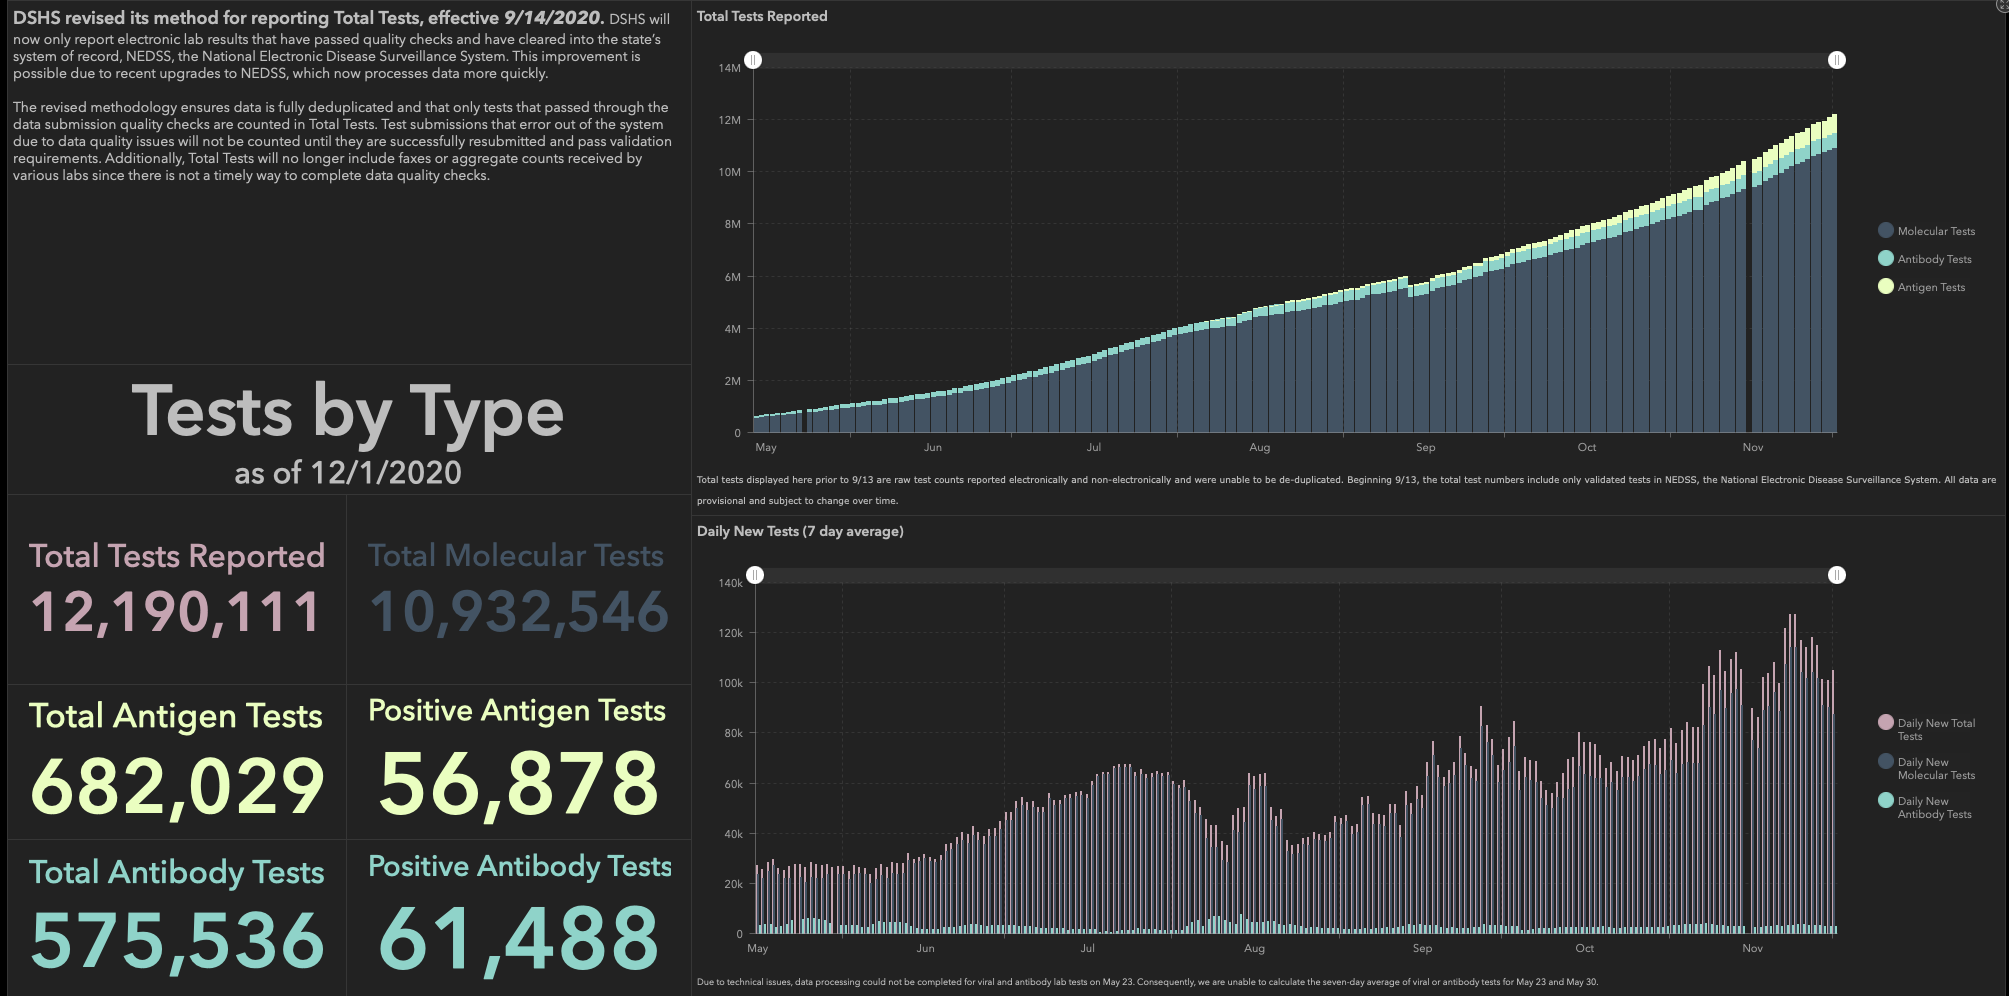 DSHS revised its method for reporting Total Tests, effective 9/14/2020. DSHS will
now only report electronic lab results that have passed quality checks and have cleared into the state's
system of record, NEDSS, the National Electronic Disease Surveillance System. This improvement is
possible due to recent upgrades to NEDSS, which now processes data more quickly.
The revised methodology ensures data is fully deduplicated and that only tests that passed through the
data submission quality checks are counted in Total Tests. Test submissions that error out of the system
due to data quality issues will not be counted until they are successfully resubmitted and pass validation
requirements. Additionally, Total Tests will no longer include faxes or aggregate counts received by
various labs since there is not a timely way to complete data quality checks.
Tests by Type
as of 12/1/2020
Total Tests Reported
12,190,111
Total Molecular Tests
10,932,546
Total Antigen Tests
682,029
Positive Antigen Tests
56,878
Total Antibody Tests
575,536
Positive Antibody Tests
61,488
Total Tests Reported
14M
12M
10M
8M
6M
4M
2M
0
May Jun Jul Aug Sep Oct Nov
Molecular Tests
Antibody Tests
Antigen Tests
Total tests displayed here prior to 9/13 are raw test counts reported electronically and non-electronically and were unable to be de-duplicated. Beginning 9/13, the total test numbers include only validated tests in NEDSS, the National Electronic Disease Surveillance System. All data are
provisional and subject to change over time.
Daily New Tests (7 day average)
140k
120k
100k
80k
60k
40k
20k
0
May Jun Jul Aug Sep Oct Nov
Daily New Total
Tests
Daily New
Molecular Tests
Daily New
Antibody Tests
Due to technical issues, data processing could not be completed for viral and antibody lab tests on May 23. Consequently, we are unable to calculate the seven-day average of viral or antibody tests for May 23 and May 30.